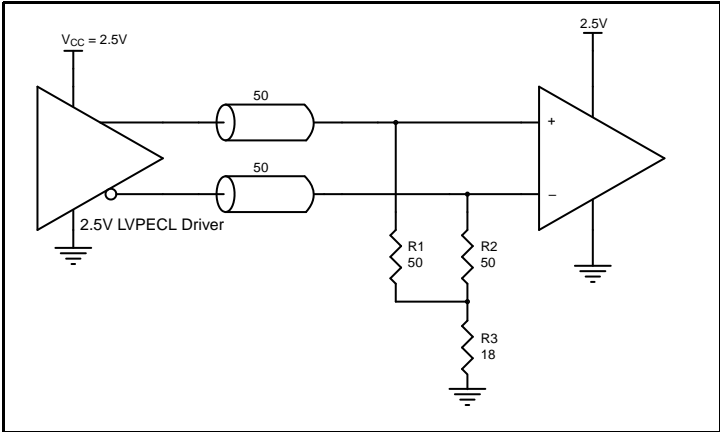 V_CC = 2.5V
2.5V
50
+
50
–
2.5V LVPECL Driver
R1
50
R2
50
R3
18